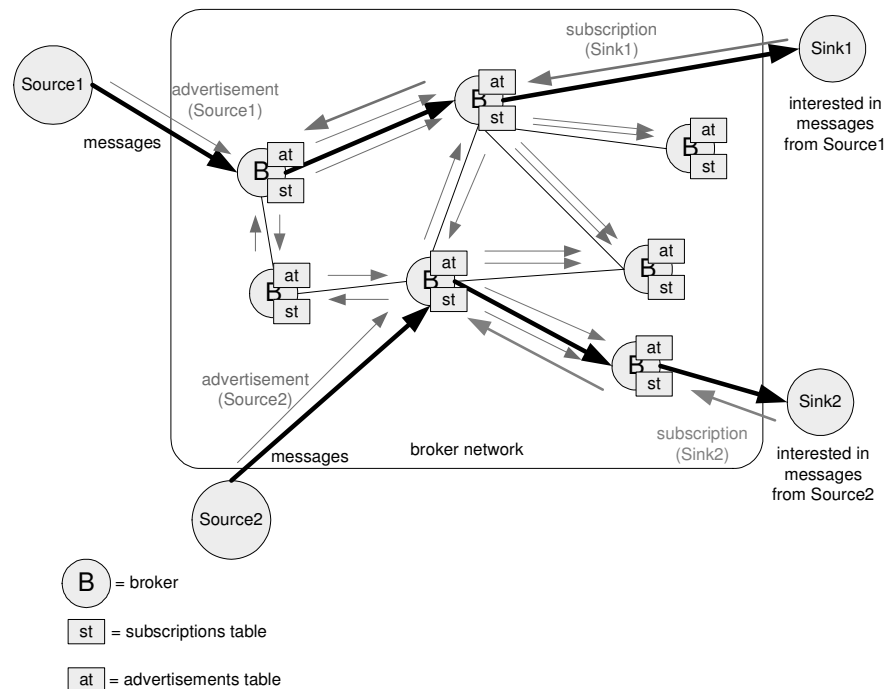 subscription
(Sink1)
Sink1
Source1
advertisement
(Source1)
messages
interested in
messages
from Source1
B
at
st
B
at
st
B
at
st
B
at
st
B
at
st
B
at
st
B
at
st
advertisement
(Source2)
messages
broker network
subscription
(Sink2)
Sink2
interested in
messages
from Source2
Source2
B = broker
st = subscriptions table
at = advertisements table